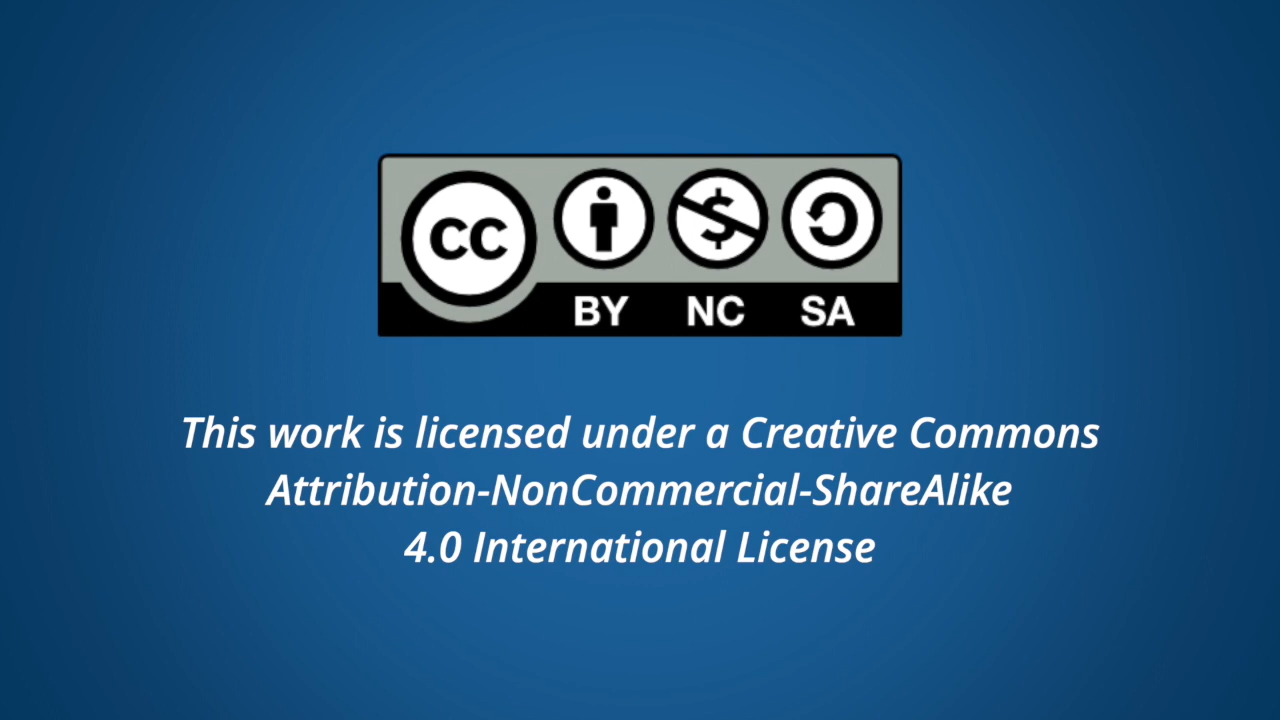 CC
BY NC SA
This work is licensed under a Creative Commons
Attribution-NonCommercial-ShareAlike
4.0 International License